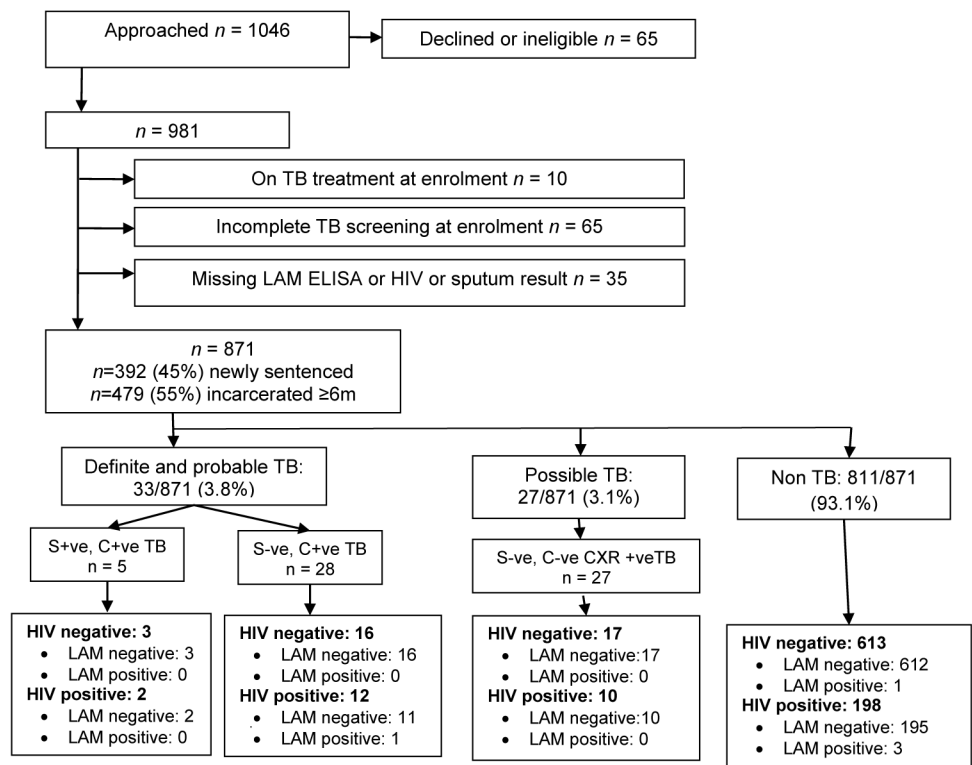 Approached n = 1046
Declined or ineligible n = 65
n = 981
On TB treatment at enrolment n = 10
Incomplete TB screening at enrolment n = 65
Missing LAM ELISA or HIV or sputum result n = 35
n = 871
n=392 (45%) newly sentenced
n=479 (55%) incarcerated ≥6m
Definite and probable TB:
33/871 (3.8%)
Possible TB:
27/871 (3.1%)
Non TB: 811/871
(93.1%)
S+ve, C+ve TB
n = 5
S-ve, C+ve TB
n = 28
S-ve, C-ve CXR +veTB
n = 27
HIV negative: 3
• LAM negative: 3
• LAM positive: 0
HIV positive: 2
• LAM negative: 2
• LAM positive: 0
HIV negative: 16
• LAM negative: 16
• LAM positive: 0
HIV positive: 12
• LAM negative: 11
• LAM positive: 1
HIV negative: 17
• LAM negative:17
• LAM positive: 0
HIV positive: 10
• LAM negative:10
• LAM positive: 0
HIV negative: 613
• LAM negative: 612
• LAM positive: 1
HIV positive: 198
• LAM negative: 195
• LAM positive: 3